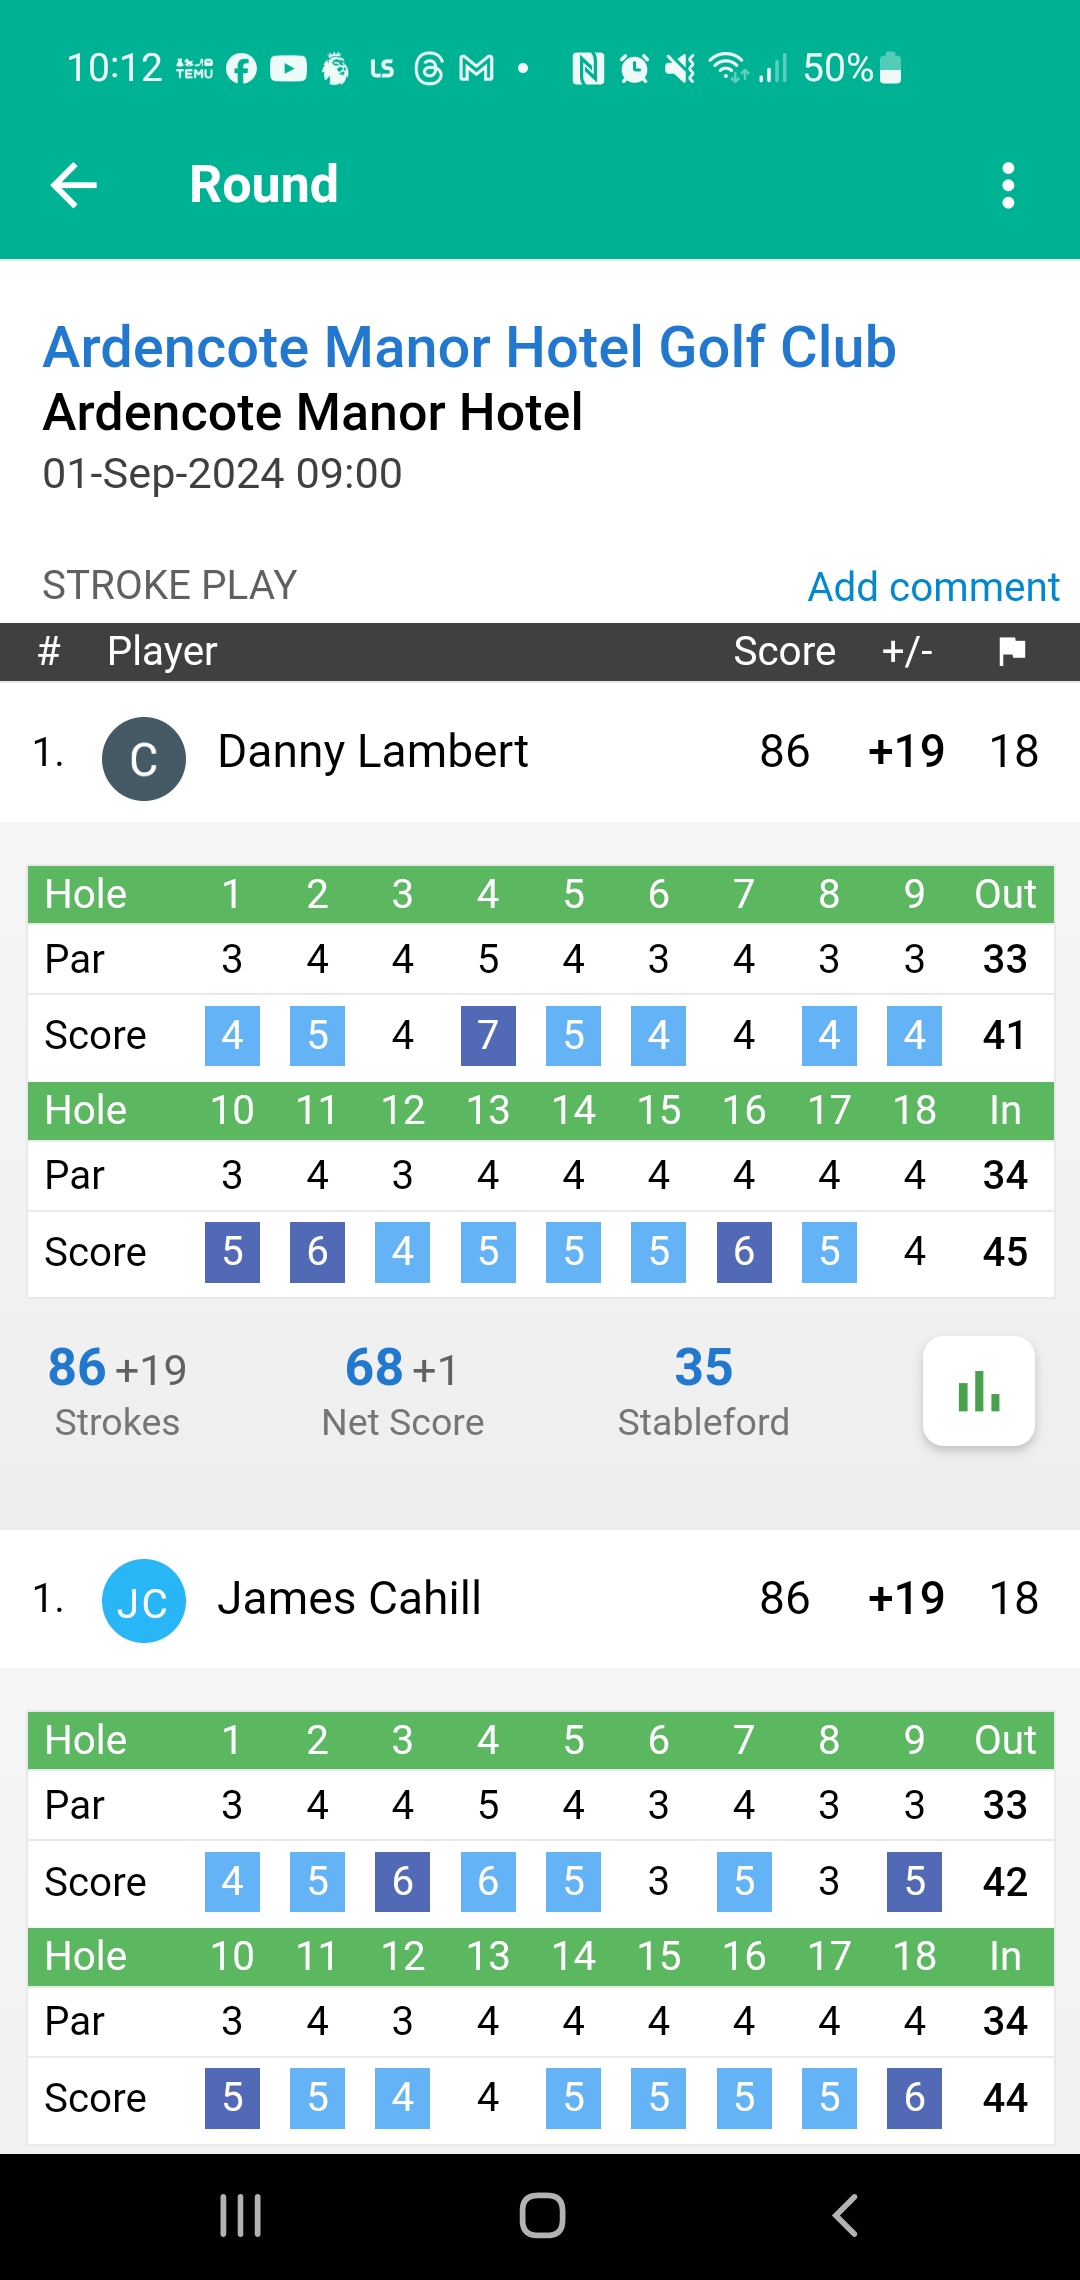 10:12 TEMU LS 50%
Round
Ardencote Manor Hotel Golf Club
Ardencote Manor Hotel
01-Sep-2024 09:00
STROKE PLAY Add comment
# Player Score +/-
1. C Danny Lambert 86 +19 18
Hole 1 2 3 4 5 6 7 8 9 Out
Par 3 4 4 5 4 3 4 3 3 33
Score 4 5 4 7 5 4 4 4 4 41
Hole 10 11 12 13 14 15 16 17 18 In
Par 3 4 3 4 4 4 4 4 4 34
Score 5 6 4 5 5 5 6 5 4 45
86 +19 68 +1 35
Strokes Net Score Stableford
1. JC James Cahill 86 +19 18
Hole 1 2 3 4 5 6 7 8 9 Out
Par 3 4 4 5 4 3 4 3 3 33
Score 4 5 6 6 5 3 5 3 5 42
Hole 10 11 12 13 14 15 16 17 18 In
Par 3 4 3 4 4 4 4 4 4 34
Score 5 5 4 4 5 5 5 5 6 44